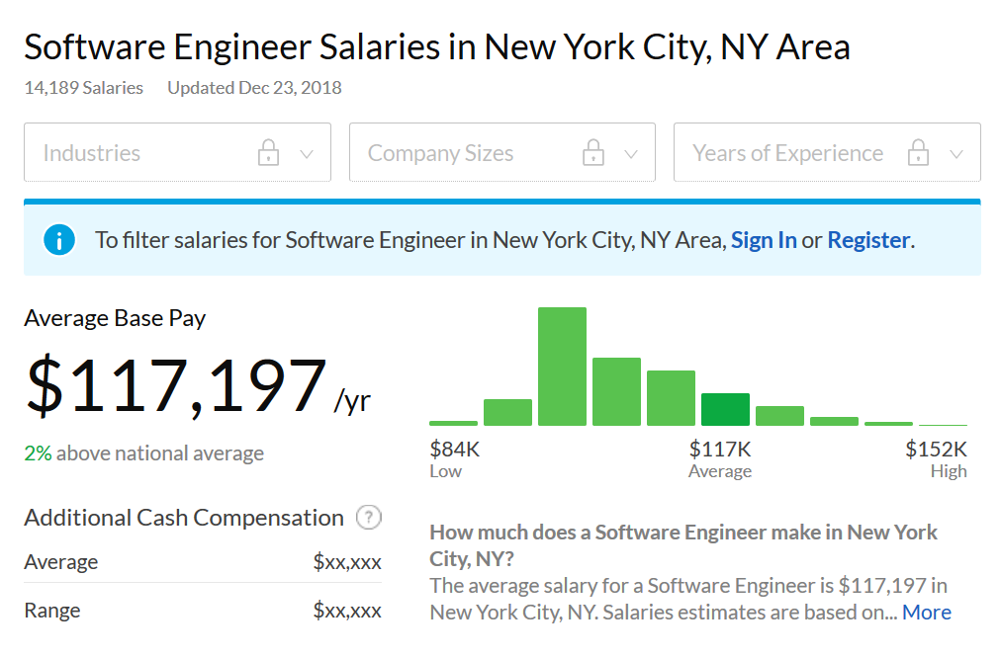 Software Engineer Salaries in New York City, NY Area
14,189 Salaries Updated Dec 23, 2018
Industries Company Sizes Years of Experience
To filter salaries for Software Engineer in New York City, NY Area, Sign In or Register.
Average Base Pay
$117,197 /yr
2% above national average
$84K $117K $152K
Low Average High
Additional Cash Compensation ?
Average $xx,xxx
Range $xx,xxx
How much does a Software Engineer make in New York
City, NY?
The average salary for a Software Engineer is $117,197 in
New York City, NY. Salaries estimates are based on... More